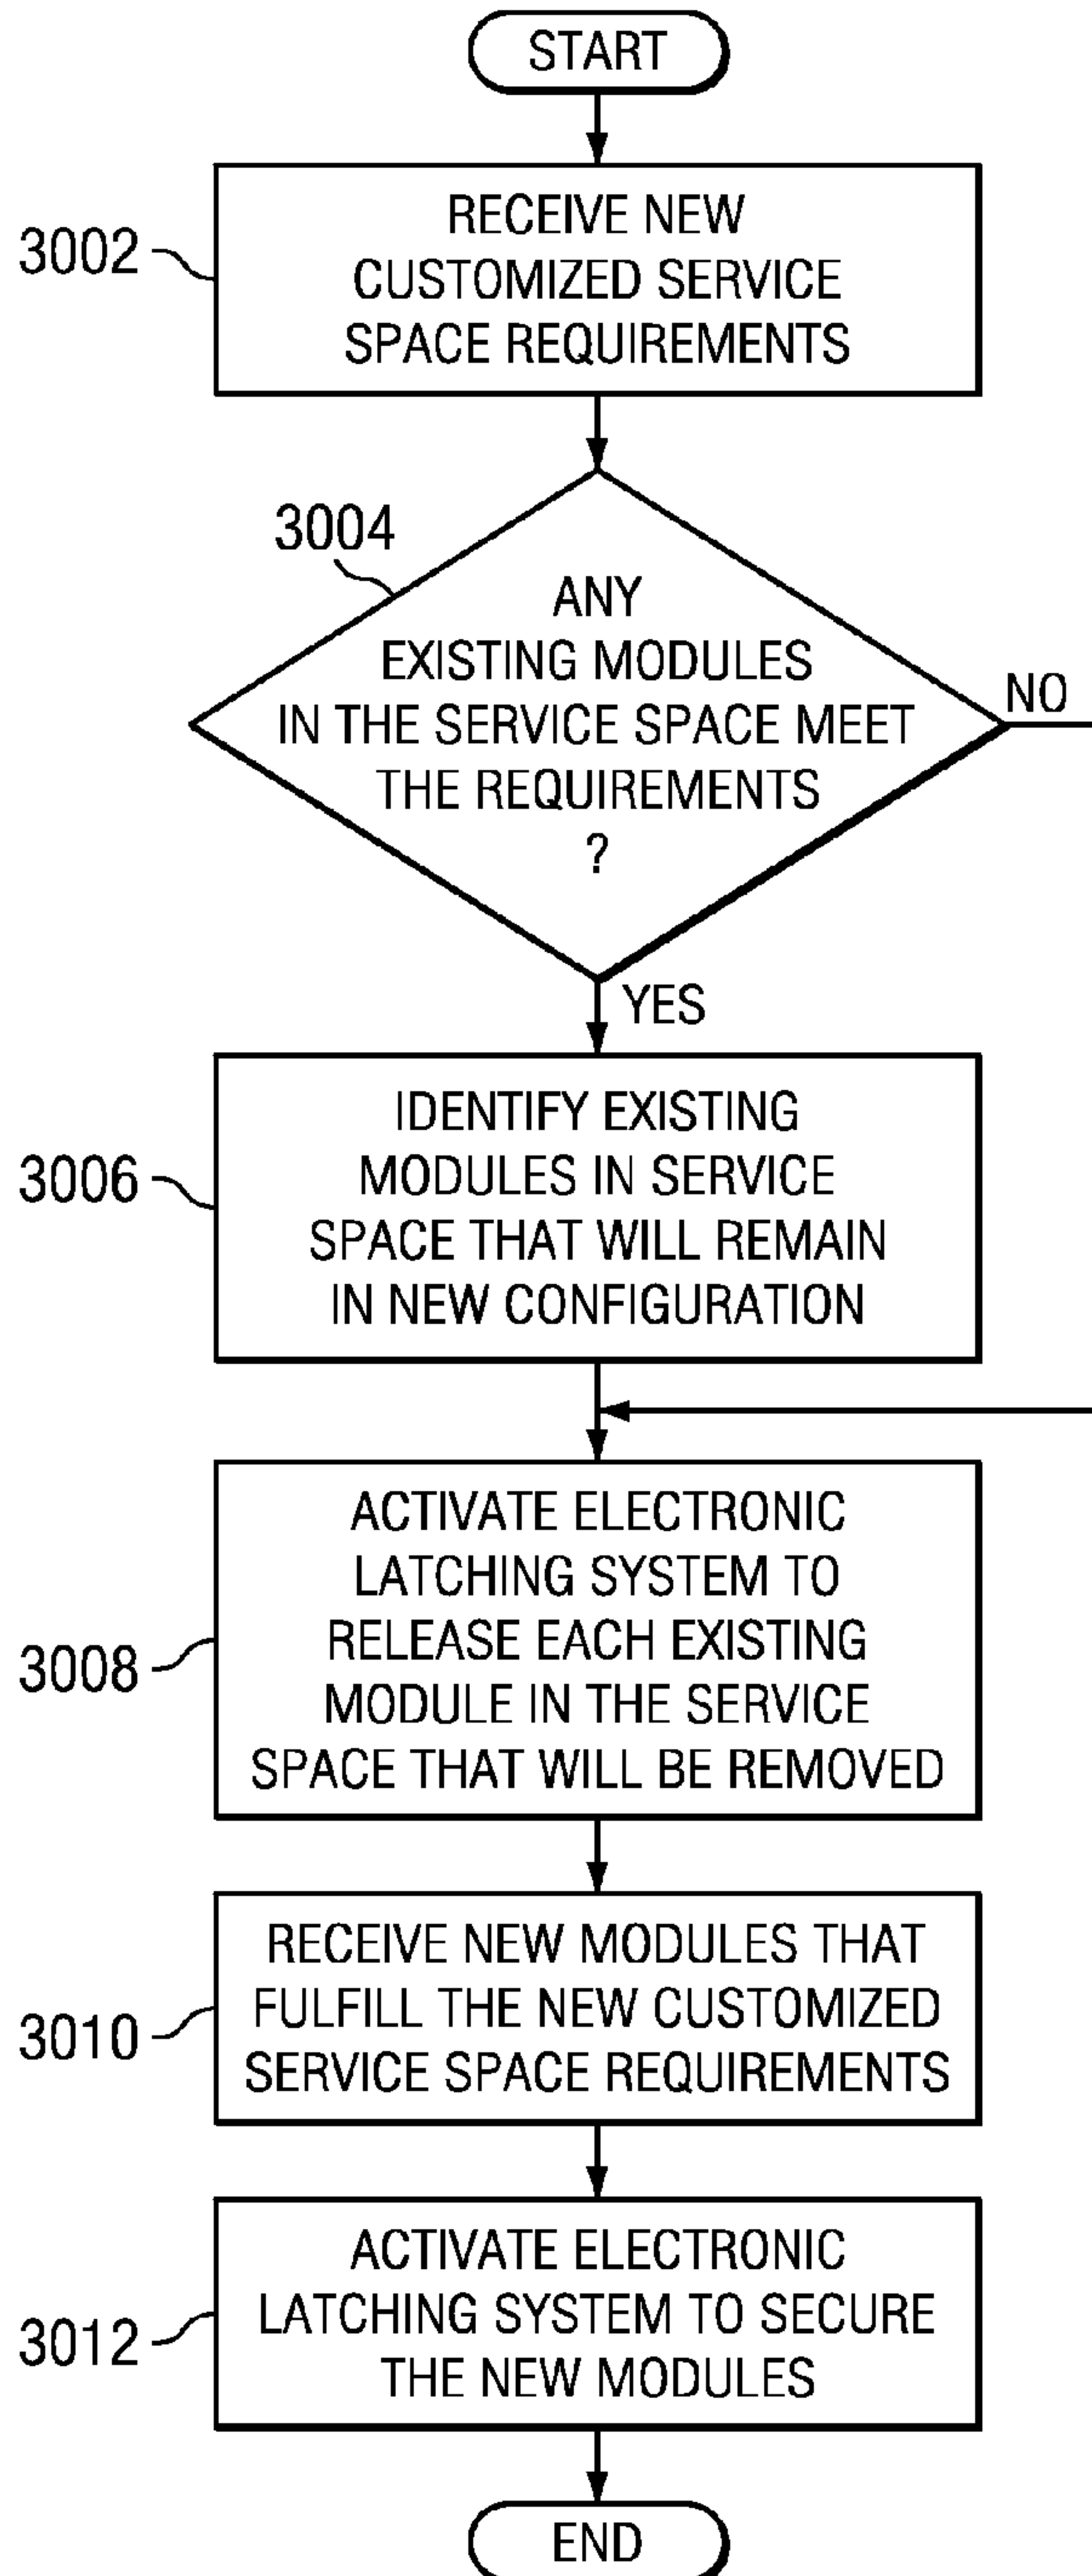 START
3002
RECEIVE NEW
CUSTOMIZED SERVICE
SPACE REQUIREMENTS
3004
ANY
EXISTING MODULES
IN THE SERVICE SPACE MEET
THE REQUIREMENTS
?
NO
YES
3006
IDENTIFY EXISTING
MODULES IN SERVICE
SPACE THAT WILL REMAIN
IN NEW CONFIGURATION
3008
ACTIVATE ELECTRONIC
LATCHING SYSTEM TO
RELEASE EACH EXISTING
MODULE IN THE SERVICE
SPACE THAT WILL BE REMOVED
3010
RECEIVE NEW MODULES THAT
FULFILL THE NEW CUSTOMIZED
SERVICE SPACE REQUIREMENTS
3012
ACTIVATE ELECTRONIC
LATCHING SYSTEM TO SECURE
THE NEW MODULES
END